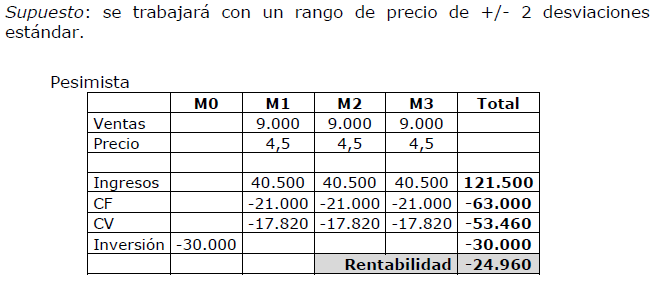 Supuesto: se trabajará con un rango de precio de +/- 2 desviaciones
estándar.
Pesimista
M0 M1 M2 M3 Total
Ventas 9.000 9.000 9.000
Precio 4,5 4,5 4,5
Ingresos 40.500 40.500 40.500 121.500
CF -21.000 -21.000 -21.000 -63.000
CV -17.820 -17.820 -17.820 -53.460
Inversión -30.000 -30.000
Rentabilidad -24.960